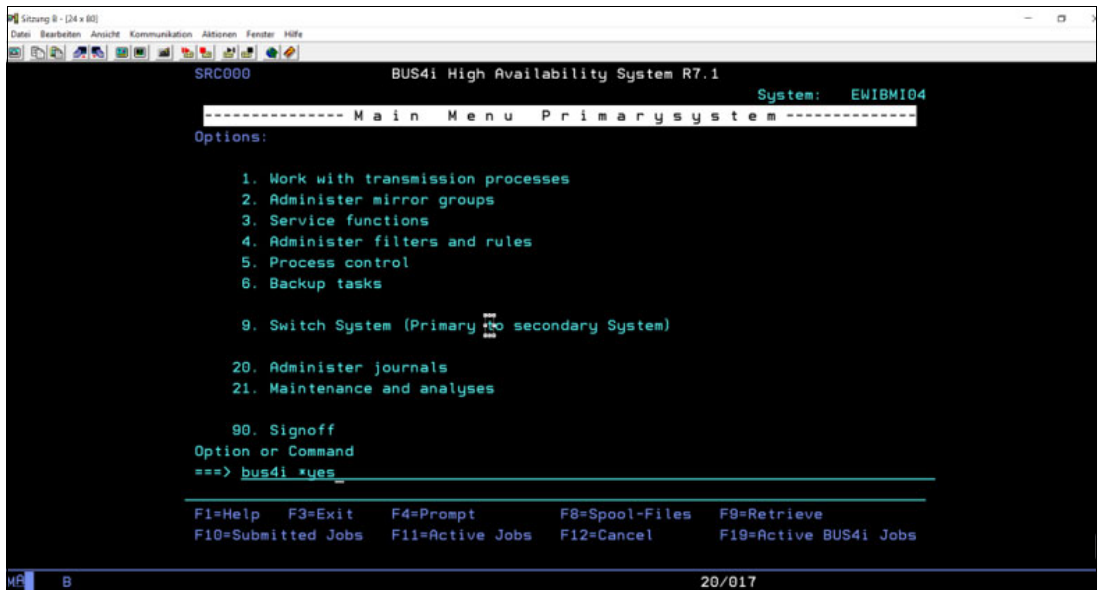 Sitzung B - [24 x 80]
Datei Bearbeiten Ansicht Kommunikation Aktionen Fenster Hilfe
SRC000 BUS4i High Availability System R7.1
System: EWIBMI04
--------------- M a i n   M e n u   P r i m a r y s y s t e m --------------
Options:
1. Work with transmission processes
2. Administer mirror groups
3. Service functions
4. Administer filters and rules
5. Process control
6. Backup tasks
9. Switch System (Primary to secondary System)
20. Administer journals
21. Maintenance and analyses
90. Signoff
Option or Command
===> bus4i *yes_
F1=Help F3=Exit F4=Prompt F8=Spool-Files F9=Retrieve
F10=Submitted Jobs F11=Active Jobs F12=Cancel F19=Active BUS4i Jobs
MA B 20/017